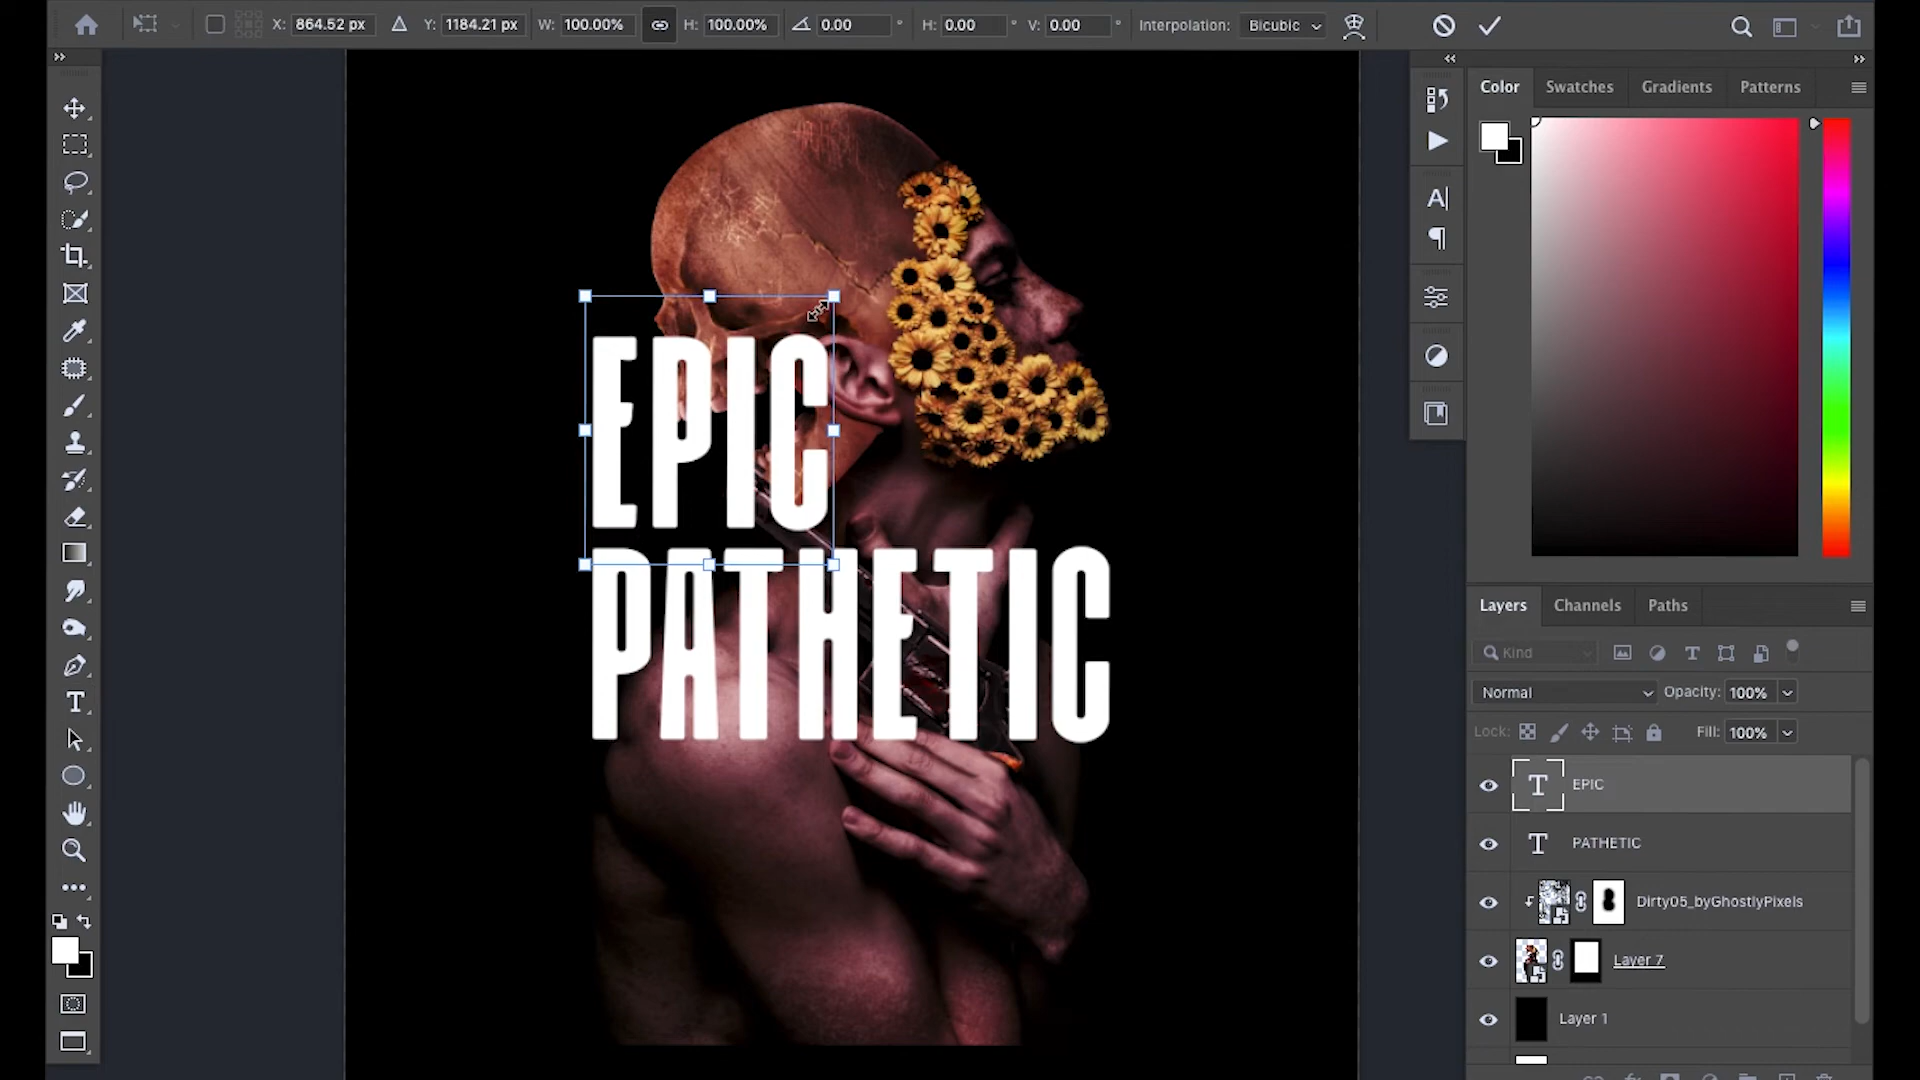 X: 864.52 px Y: 1184.21 px W: 100.00% H: 100.00% 0.00 ° H: 0.00 ° V: 0.00 ° Interpolation: Bicubic
Color Swatches Gradients Patterns
A|
EPIC
PATHETIC
Layers Channels Paths
Kind
Normal Opacity: 100%
Lock: Fill: 100%
T EPIC
T PATHETIC
Dirty05_byGhostlyPixels
Layer 7
Layer 1